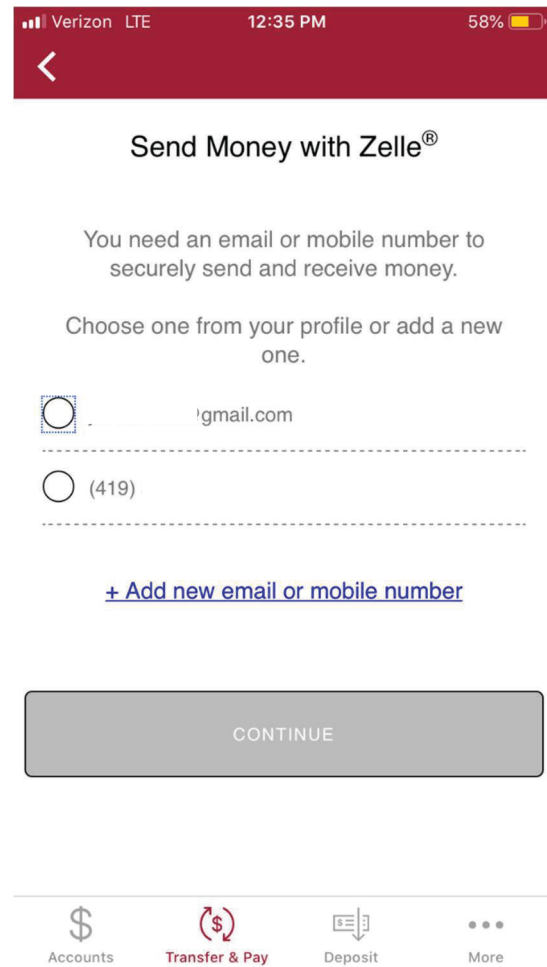 Verizon LTE 12:35 PM 58%
Send Money with Zelle®
You need an email or mobile number to
securely send and receive money.
Choose one from your profile or add a new
one.
gmail.com
(419)
+ Add new email or mobile number
CONTINUE
Accounts Transfer & Pay Deposit More